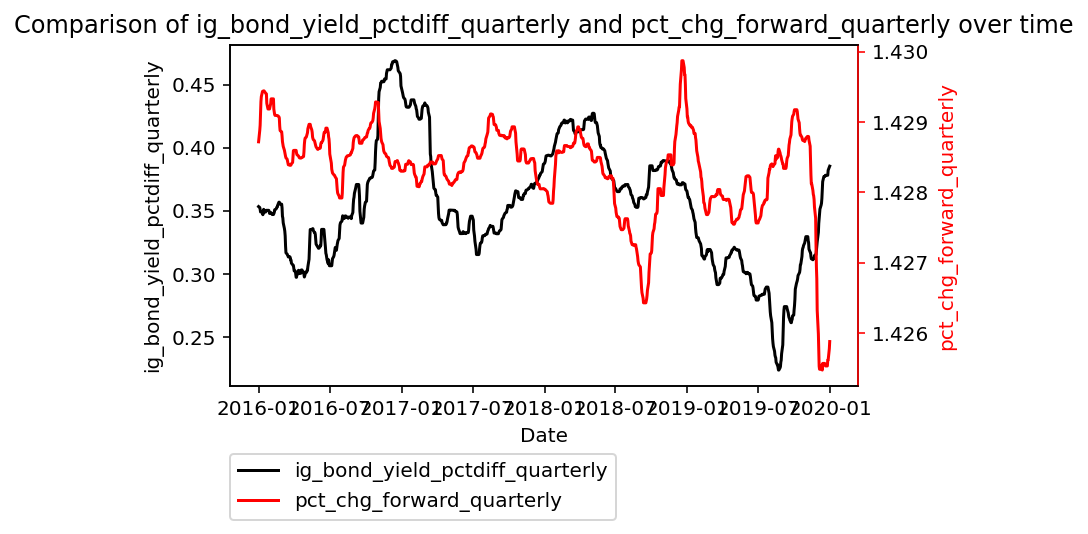 Comparison of ig_bond_yield_pctdiff_quarterly and pct_chg_forward_quarterly over time
ig_bond_yield_pctdiff_quarterly
0.45
0.40
0.35
0.30
0.25
1.430
1.429
1.428
1.427
1.426
pct_chg_forward_quarterly
2016-01 2016-07 2017-01 2017-07 2018-01 2018-07 2019-01 2019-07 2020-01
Date
ig_bond_yield_pctdiff_quarterly
pct_chg_forward_quarterly